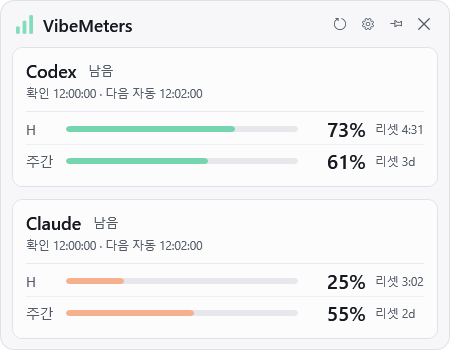 VibeMeters
Codex 남음
확인 12:00:00 · 다음 자동 12:02:00
H 73% 리셋 4:31
주간 61% 리셋 3d
Claude 남음
확인 12:00:00 · 다음 자동 12:02:00
H 25% 리셋 3:02
주간 55% 리셋 2d